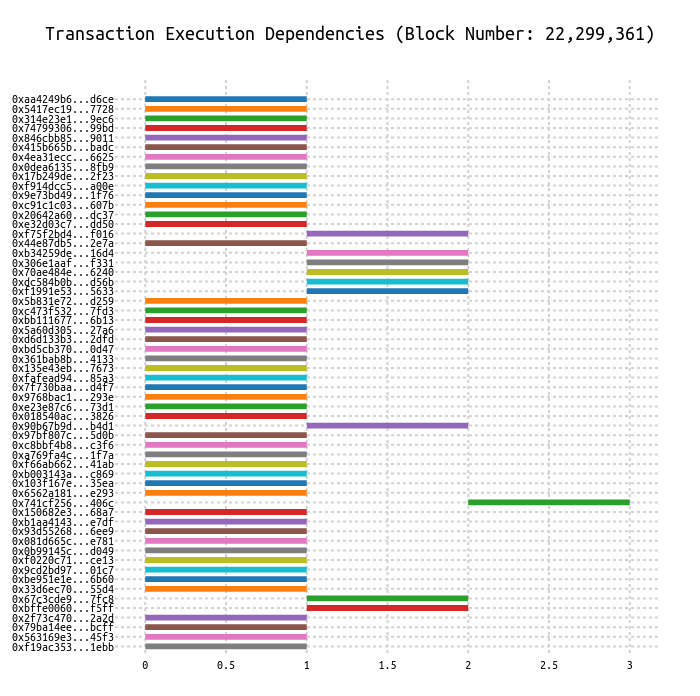 Transaction Execution Dependencies (Block Number: 22,299,361)
0xaa4249b6...d6ce
0x5417ec19...7728
0x314e23e1...9ec6
0x74799306...99bd
0x846cbb85...9011
0x415b665b...badc
0x4ea31ecc...6625
0x0dea6135...8fb9
0x17b249de...2f23
0xf914dcc5...a00e
0x9e73bd49...1f76
0xc91c1c03...607b
0x20642a60...dc37
0xe32d03c7...dd50
0xf75f2bd4...f016
0x44e87db5...2e7a
0xb34259de...16d4
0x306e1aaf...f331
0x70ae484e...6240
0xdc584b0b...d56b
0xf1991e53...5633
0x5b831e72...d259
0xc473f532...7fd3
0xbb111677...6b13
0x5a60d305...27a6
0xd6d133b3...2dfd
0xbd5cb370...0d47
0x361bab8b...4133
0x135e43eb...7673
0xfafead94...85a3
0x7f730baa...d4f7
0x9768bac1...293e
0xe23e87c6...73d1
0x018540ac...3826
0x90b67b9d...b4d1
0x97bf807c...5d0b
0xc8bbf4b8...c3f6
0xa769fa4c...1f7a
0xf66ab662...41ab
0xb003143a...c869
0x103f167e...35ea
0x6562a181...e293
0x741cf256...406c
0x150682e3...68a7
0xb1aa4143...e7df
0x93d55268...6ee9
0x081d665c...e781
0x0b99145c...d049
0xf0220c71...ce13
0x9cd2bd97...01c7
0xbe951e1e...6b60
0x33d6ec70...55d4
0x67c3cde9...7fc8
0xbffe0060...f5ff
0x2f73c470...2a2d
0x79ba14ee...bcff
0x563169e3...45f3
0xf19ac353...1ebb
0 0.5 1 1.5 2 2.5 3